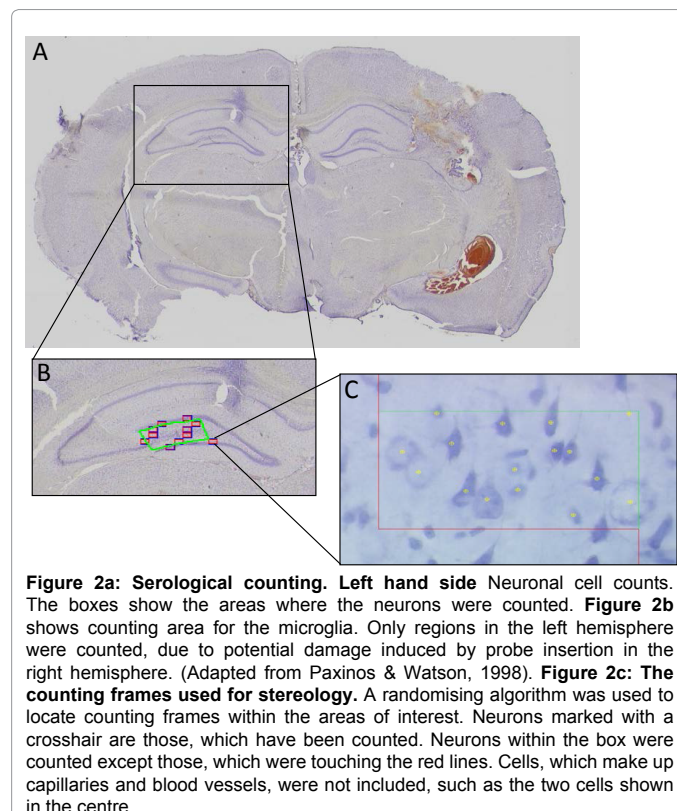 A
B
C
Figure 2a: Serological counting. Left hand side Neuronal cell counts.
The boxes show the areas where the neurons were counted. Figure 2b
shows counting area for the microglia. Only regions in the left hemisphere
were counted, due to potential damage induced by probe insertion in the
right hemisphere. (Adapted from Paxinos & Watson, 1998). Figure 2c: The
counting frames used for stereology. A randomising algorithm was used to
locate counting frames within the areas of interest. Neurons marked with a
crosshair are those, which have been counted. Neurons within the box were
counted except those, which were touching the red lines. Cells, which make up
capillaries and blood vessels, were not included, such as the two cells shown
in the centre.